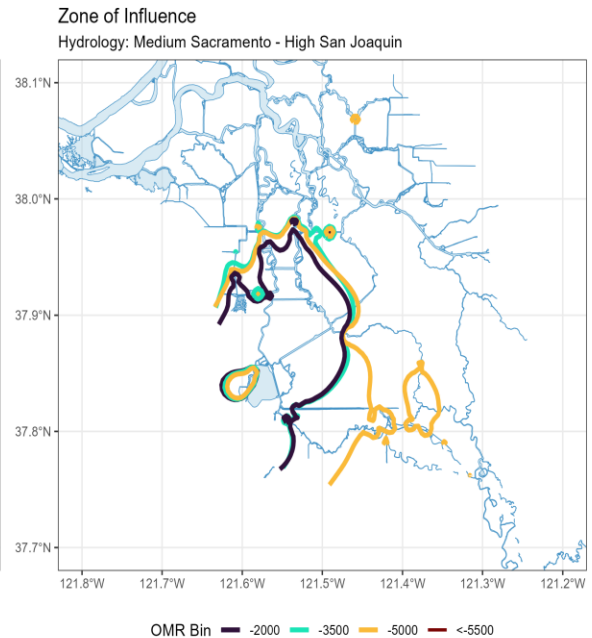 Zone of Influence
Hydrology: Medium Sacramento - High San Joaquin
38.1°N
38.0°N
37.9°N
37.8°N
37.7°N
121.8°W 121.7°W 121.6°W 121.5°W 121.4°W 121.3°W 121.2°W
OMR Bin -2000 -3500 -5000 <-5500